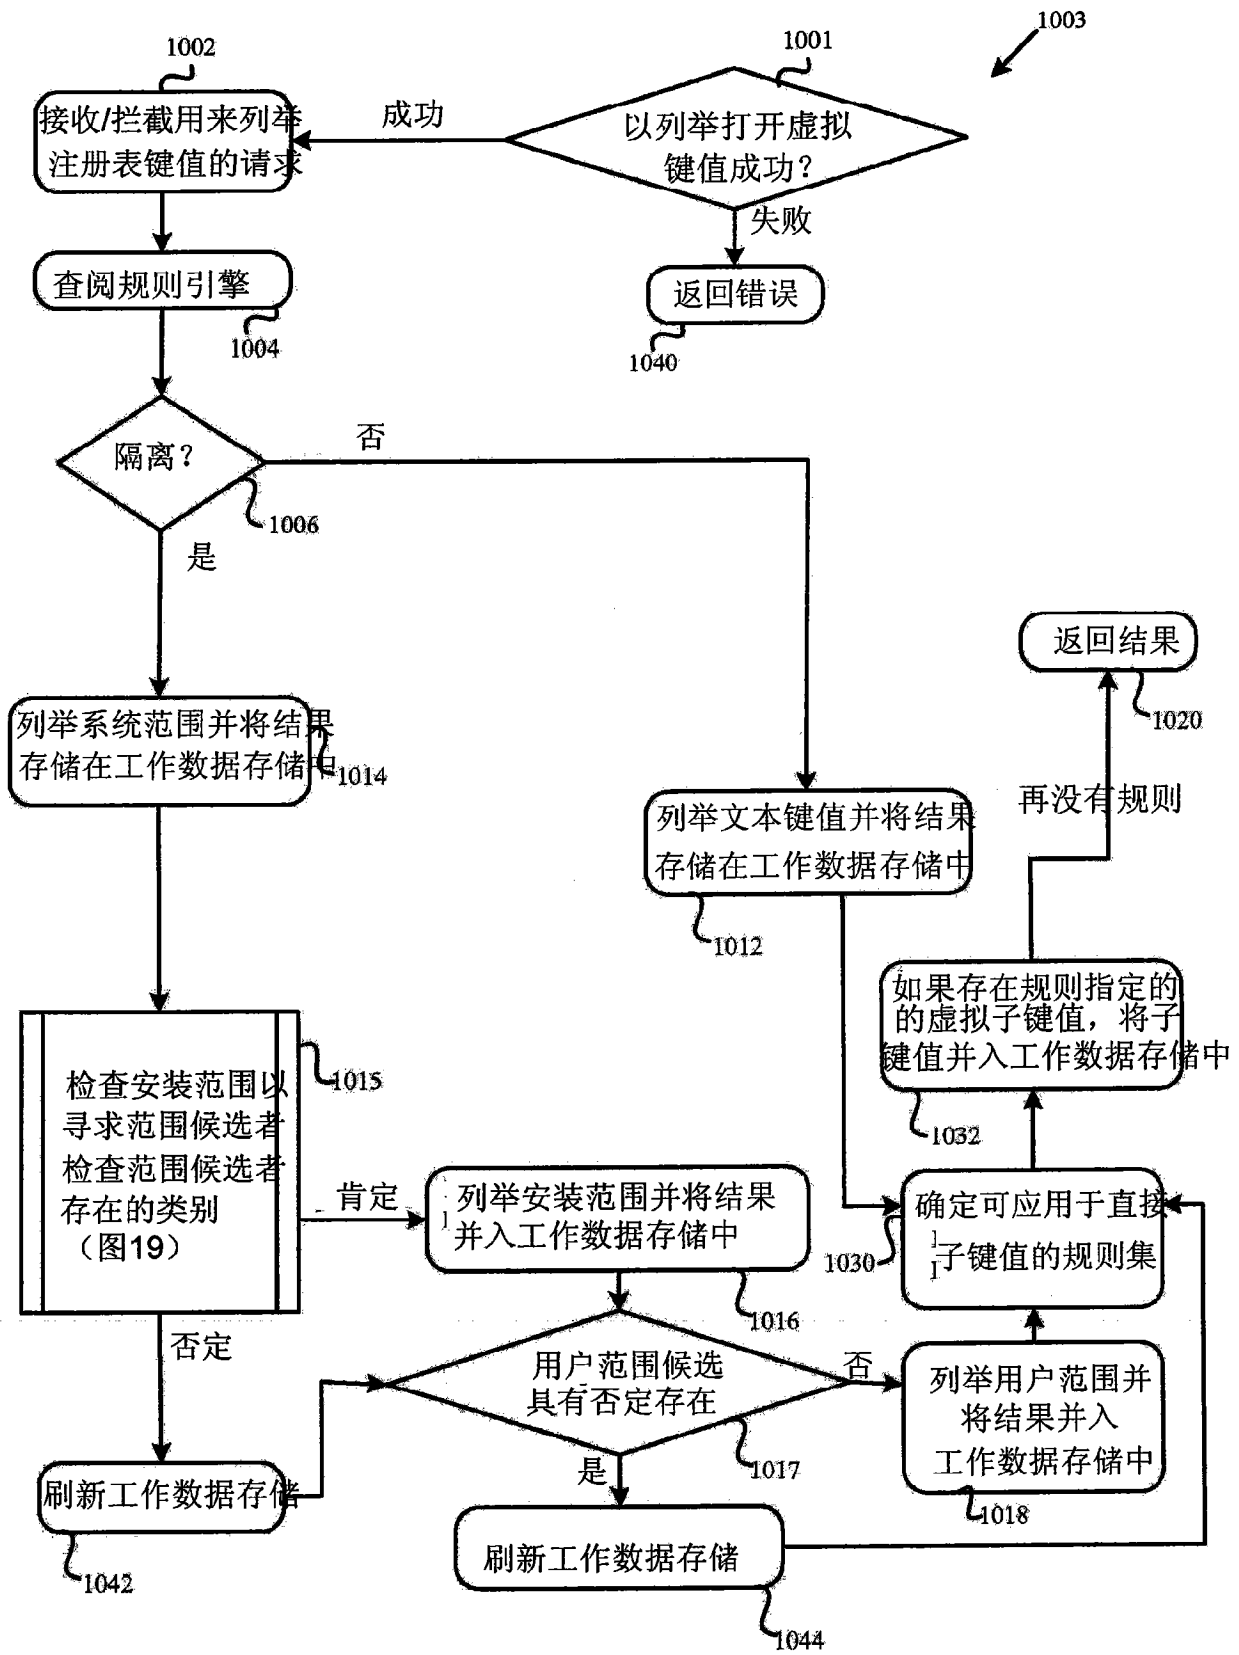 1003
1001
以列举打开虚拟
键值成功？
成功
失败
返回错误
1040
1002
接收/拦截用来列举
注册表键值的请求
查阅规则引擎
1004
隔离？
1006
否
是
列举系统范围并将结果
存储在工作数据存储中
1014
列举文本键值并将结果
存储在工作数据存储中
1012
返回结果
1020
再没有规则
如果存在规则指定的
的虚拟子键值，将子
键值并入工作数据存储中
1032
确定可应用于直接
子键值的规则集
1030
检查安装范围以
寻求范围候选者
检查范围候选者
存在的类别
（图19）
1015
肯定
否定
列举安装范围并将结果
并入工作数据存储中
1016
用户范围候选
具有否定存在
1017
否
是
列举用户范围并
将结果并入
工作数据存储中
1018
刷新工作数据存储
1042
刷新工作数据存储
1044